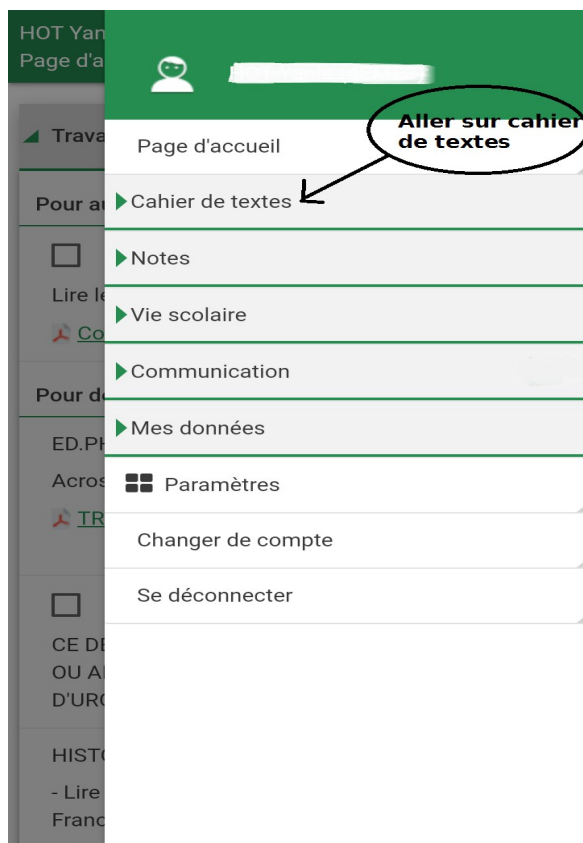 HOT Yan
Page d'a
Aller sur cahier
de textes
Trava
Page d'accueil
Pour au
Cahier de textes
Notes
Lire le
Vie scolaire
Co
Communication
Pour de
Mes données
ED.PH
Acros
Paramètres
TR
Changer de compte
Se déconnecter
CE DE
OU A
D'URG
HISTO
- Lire
Franc